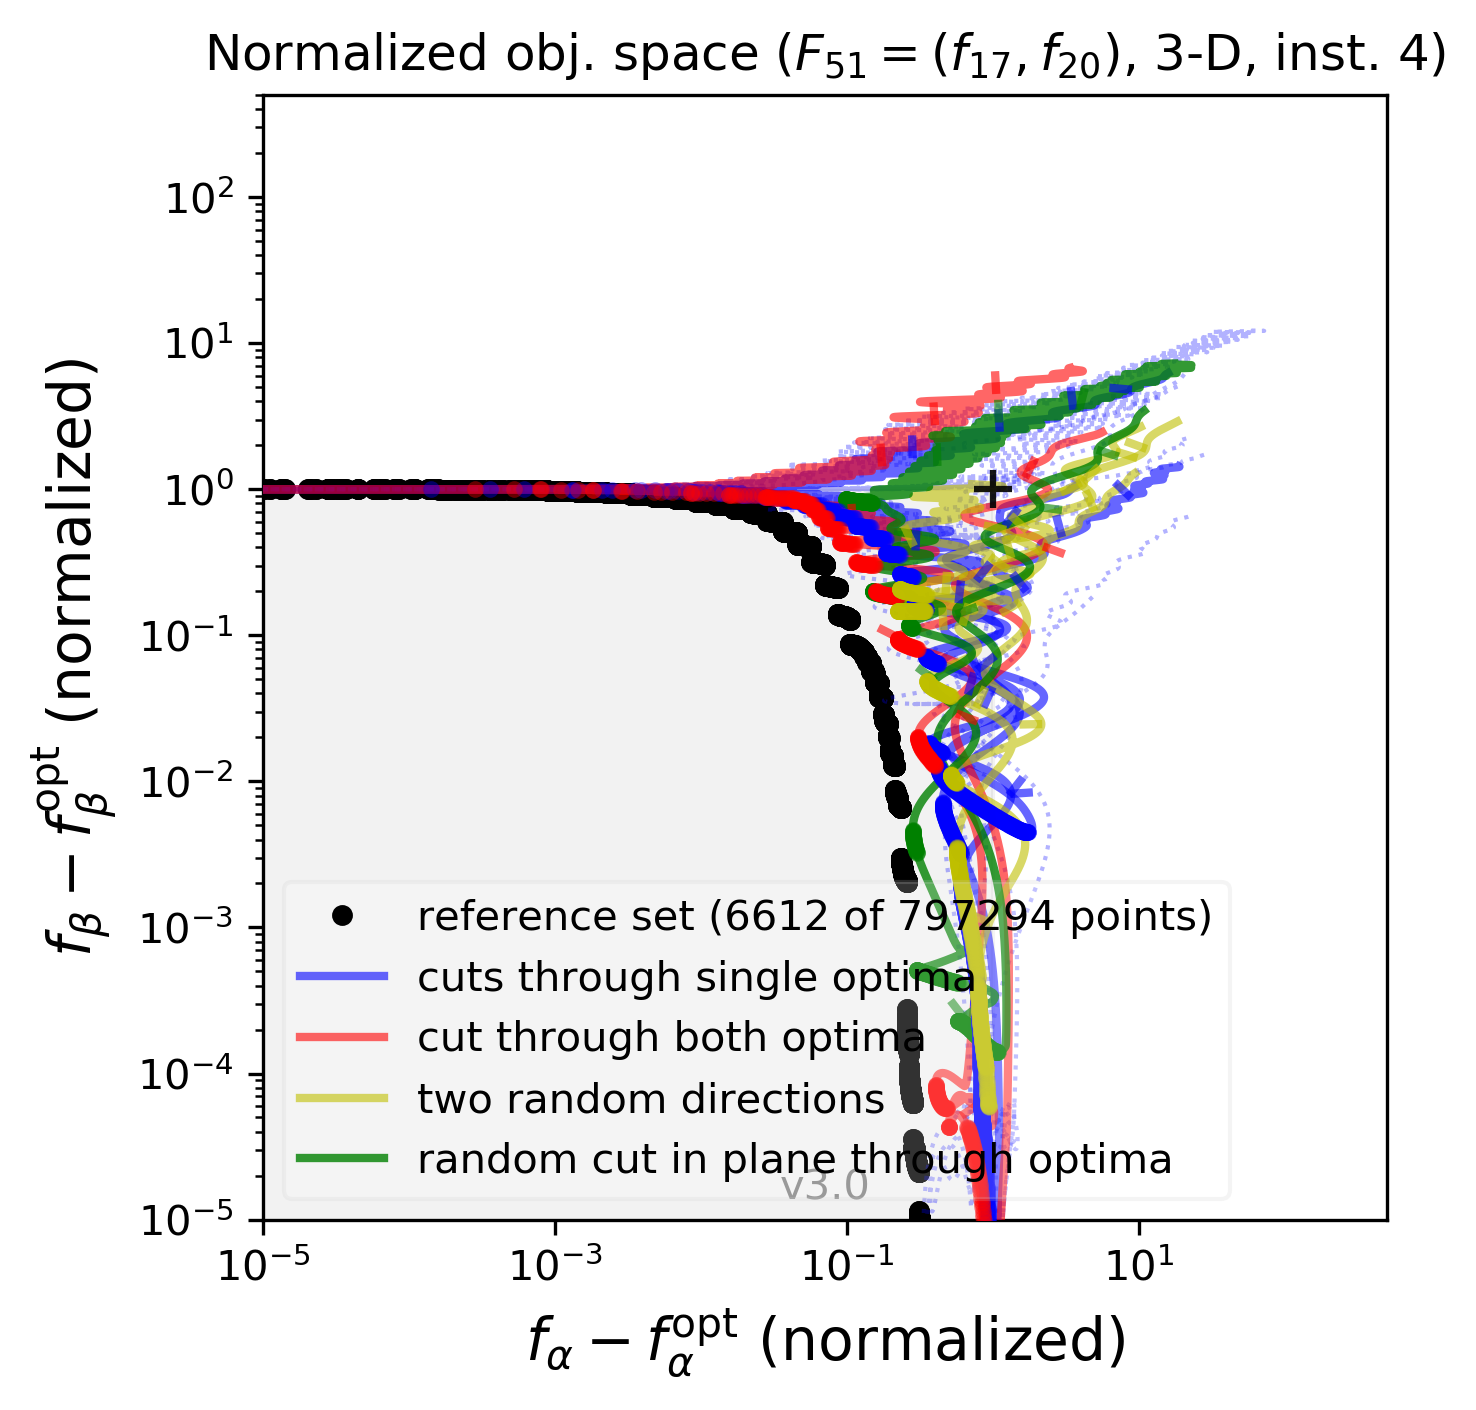 Normalized obj. space (F₅₁ = (f₁₇, f₂₀), 3-D, inst. 4)
f_β − f_β^opt (normalized)
10²
10¹
10⁰
10⁻¹
10⁻²
10⁻³
10⁻⁴
10⁻⁵
reference set (6612 of 797294 points)
cuts through single optima
cut through both optima
two random directions
random cut in plane through optima
v3.0
10⁻⁵ 10⁻³ 10⁻¹ 10¹
f_α − f_α^opt (normalized)